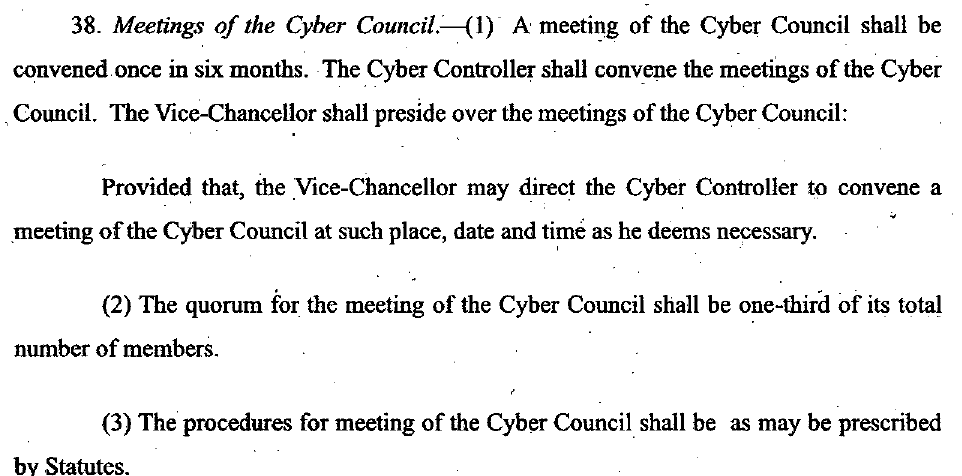 38. Meetings of the Cyber Council.—(1) A meeting of the Cyber Council shall be
convened once in six months. The Cyber Controller shall convene the meetings of the Cyber
Council. The Vice-Chancellor shall preside over the meetings of the Cyber Council:
Provided that, the Vice-Chancellor may direct the Cyber Controller to convene a
meeting of the Cyber Council at such place, date and time as he deems necessary.
(2) The quorum for the meeting of the Cyber Council shall be one-third of its total
number of members.
(3) The procedures for meeting of the Cyber Council shall be as may be prescribed
by Statutes.